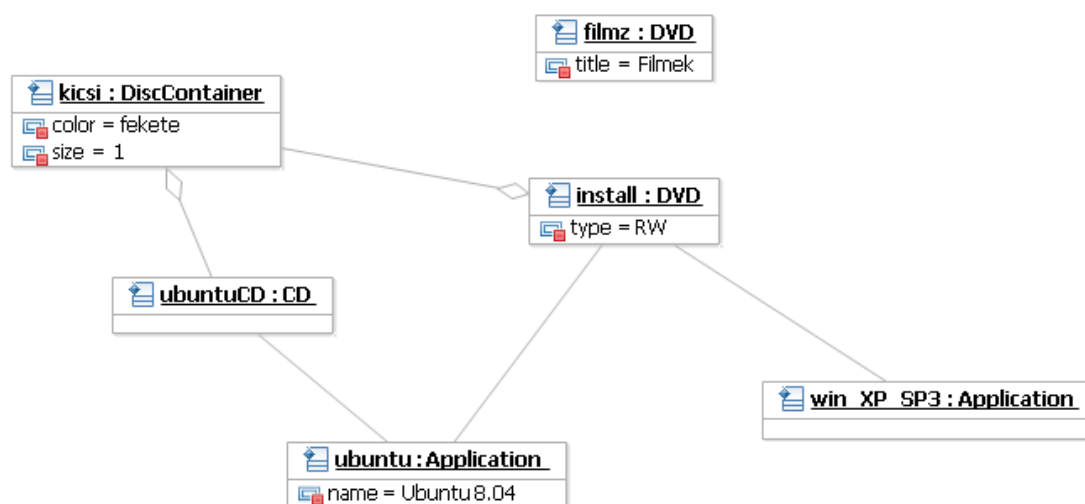 filmz : DVD
title = Filmek
kicsi : DiscContainer
color = fekete
size = 1
install : DVD
type = RW
ubuntuCD : CD
win_XP_SP3 : Application
ubuntu : Application
name = Ubuntu 8.04